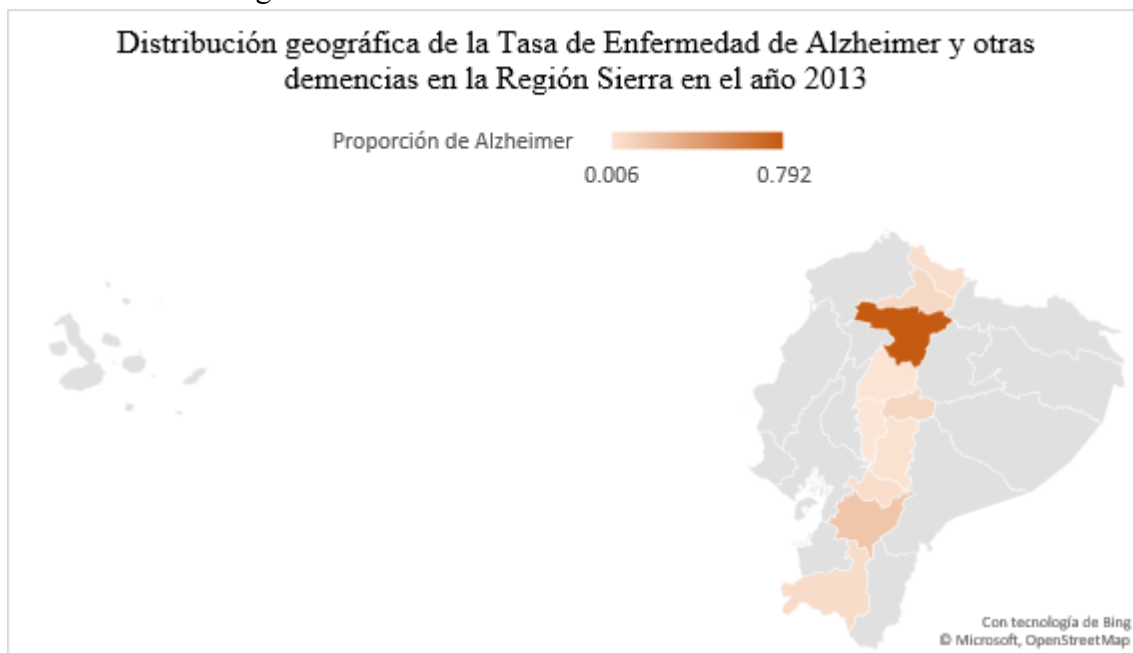 Distribución geográfica de la Tasa de Enfermedad de Alzheimer y otras
demencias en la Región Sierra en el año 2013
Proporción de Alzheimer
0.006 0.792
Con tecnología de Bing
© Microsoft, OpenStreetMap